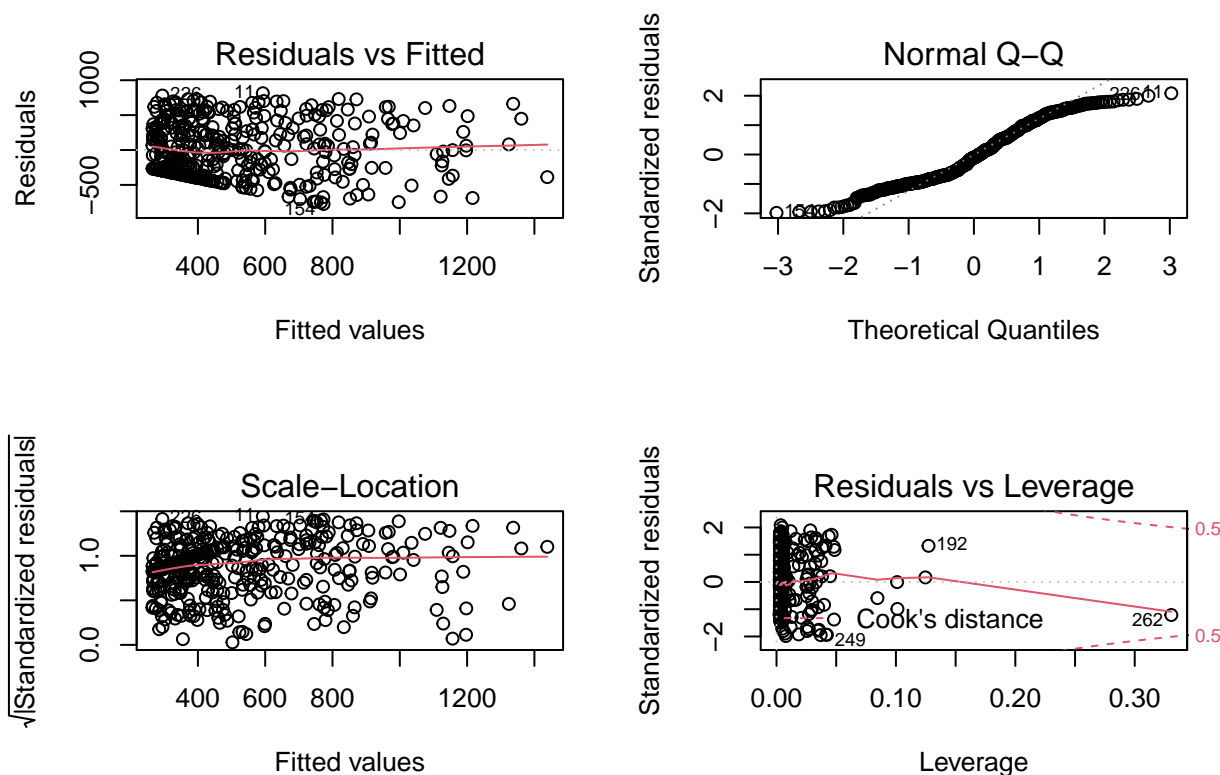 Residuals vs Fitted
Residuals
1000
−500
226
11
154
400 600 800 1200
Fitted values
Normal Q−Q
Standardized residuals
2
0
−2
22611
154
−3 −2 −1 0 1 2 3
Theoretical Quantiles
Scale−Location
√|Standardized residuals|
1.0
0.0
226
11
154
400 600 800 1200
Fitted values
Residuals vs Leverage
Standardized residuals
2
0
−2
0.5
192
Cook's distance
262
249
0.5
0.00 0.10 0.20 0.30
Leverage